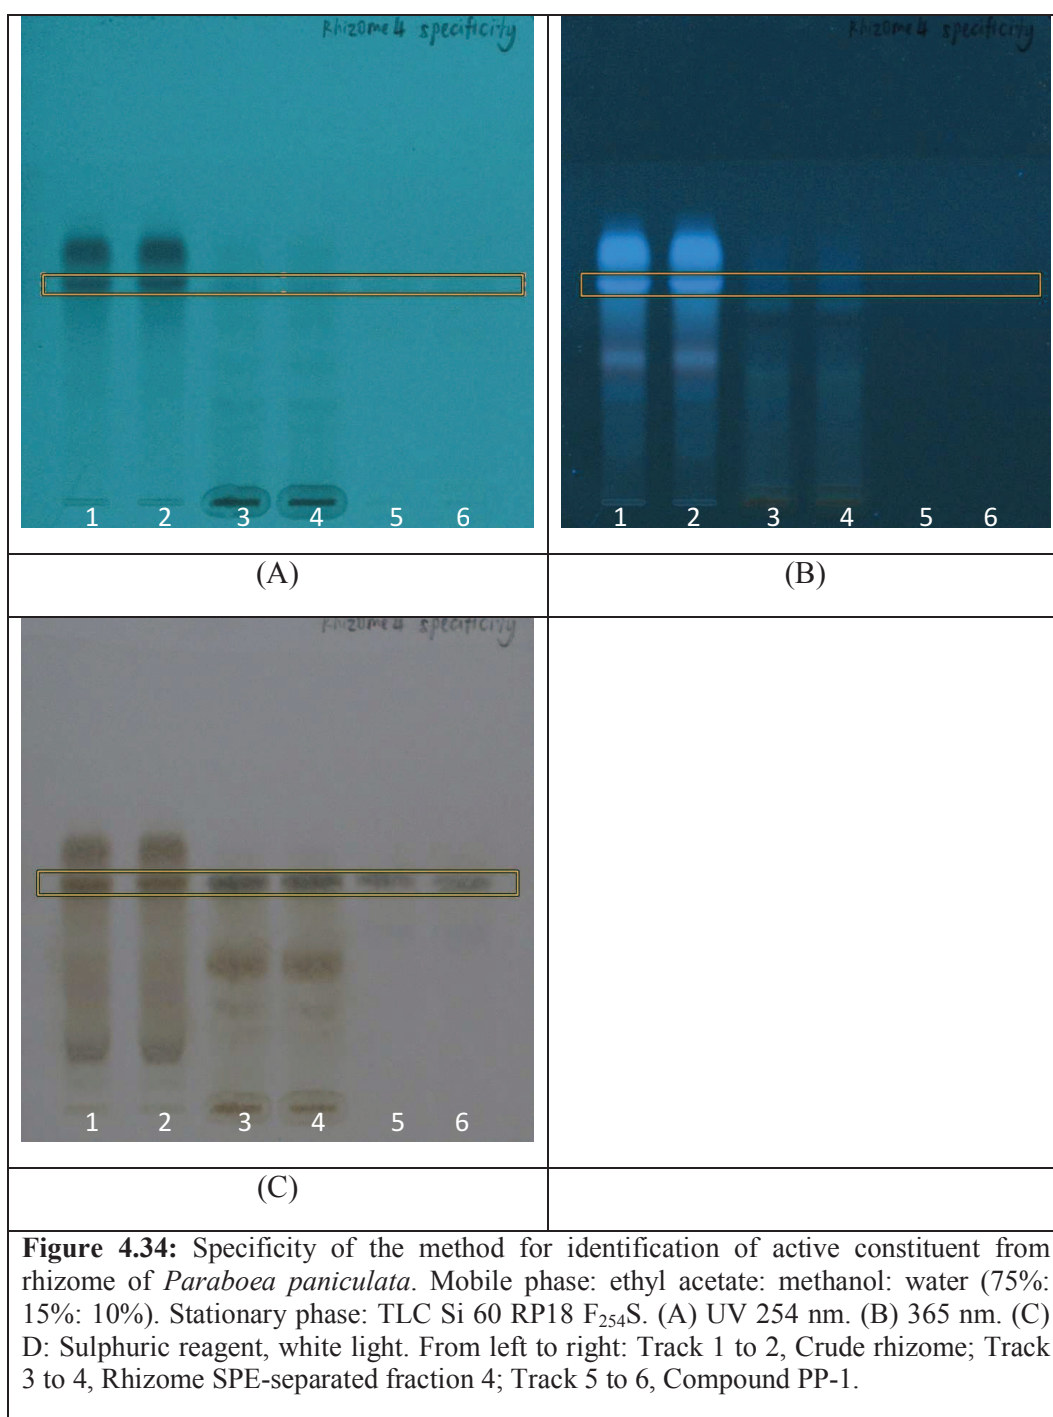 Rhizome 4 specificity
Rhizome 4 specificity
1 2 3 4 5 6
1 2 3 4 5 6
(A)
(B)
Rhizome 4 specificity
1 2 3 4 5 6
(C)
Figure 4.34: Specificity of the method for identification of active constituent from
rhizome of Paraboea paniculata. Mobile phase: ethyl acetate: methanol: water (75%:
15%: 10%). Stationary phase: TLC Si 60 RP18 F₂₅₄S. (A) UV 254 nm. (B) 365 nm. (C)
D: Sulphuric reagent, white light. From left to right: Track 1 to 2, Crude rhizome; Track
3 to 4, Rhizome SPE-separated fraction 4; Track 5 to 6, Compound PP-1.